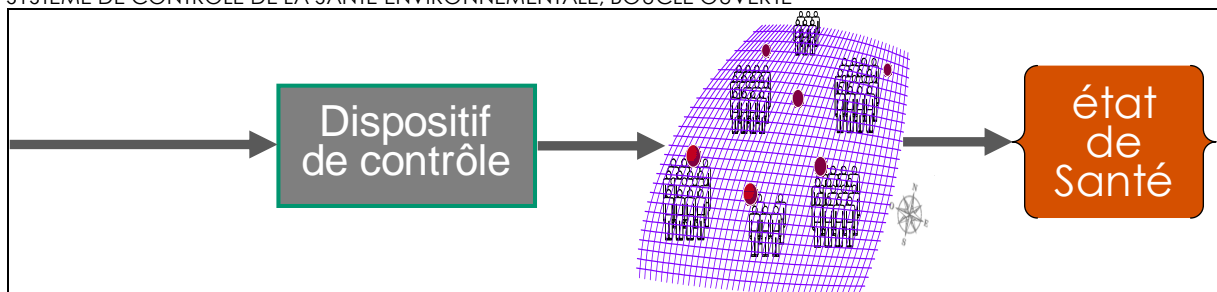 SYSTÈME DE CONTRÔLE DE LA SANTÉ ENVIRONNEMENTALE, BOUCLE OUVERTE
Dispositif
de contrôle
état
de
Santé
N
O
E
S